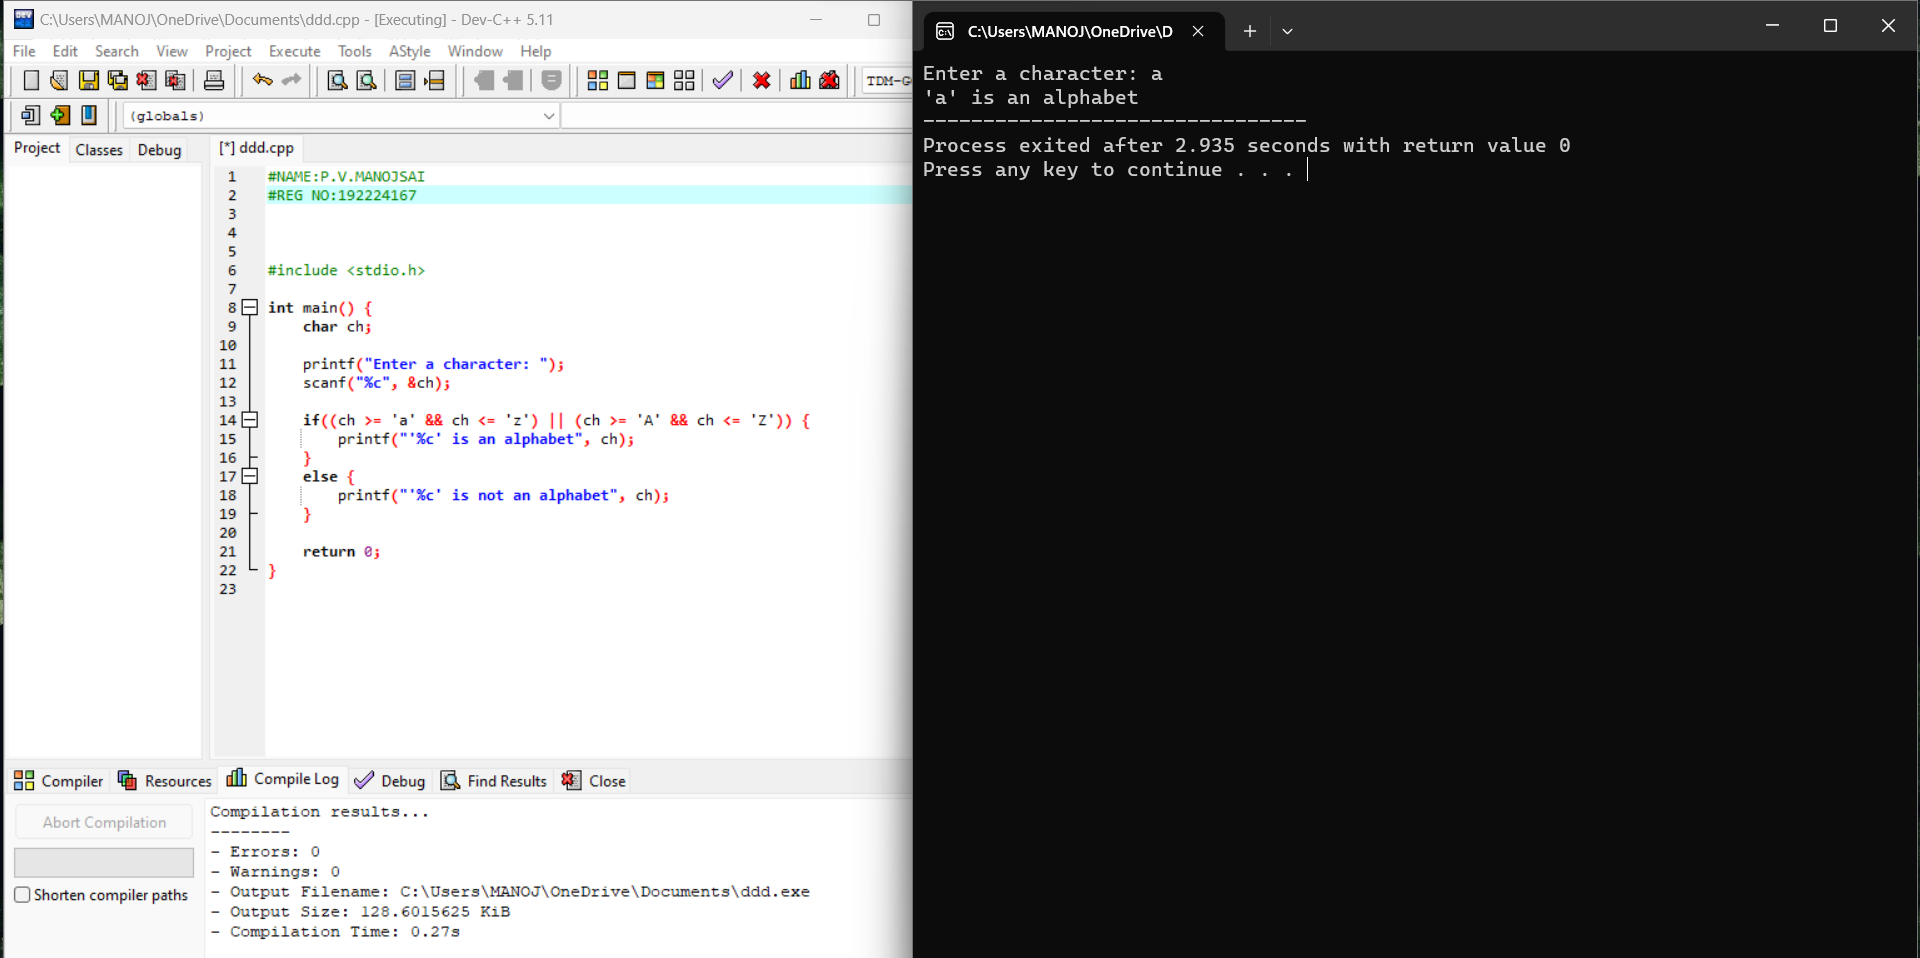 C:\Users\MANOJ\OneDrive\Documents\ddd.cpp - [Executing] - Dev-C++ 5.11
File Edit Search View Project Execute Tools AStyle Window Help
TDM-G
(globals)
Project Classes Debug
[*] ddd.cpp
1 #NAME:P.V.MANOJSAI
2 #REG NO:192224167
3
4
5
6 #include <stdio.h>
7
8 int main() {
9 char ch;
10
11 printf("Enter a character: ");
12 scanf("%c", &ch);
13
14 if((ch >= 'a' && ch <= 'z') || (ch >= 'A' && ch <= 'Z')) {
15 printf("'%c' is an alphabet", ch);
16 }
17 else {
18 printf("'%c' is not an alphabet", ch);
19 }
20
21 return 0;
22 }
23
Compiler Resources Compile Log Debug Find Results Close
Abort Compilation
Shorten compiler paths
Compilation results...
--------
- Errors: 0
- Warnings: 0
- Output Filename: C:\Users\MANOJ\OneDrive\Documents\ddd.exe
- Output Size: 128.6015625 KiB
- Compilation Time: 0.27s
C:\Users\MANOJ\OneDrive\D
Enter a character: a
'a' is an alphabet
--------------------------------
Process exited after 2.935 seconds with return value 0
Press any key to continue . . .